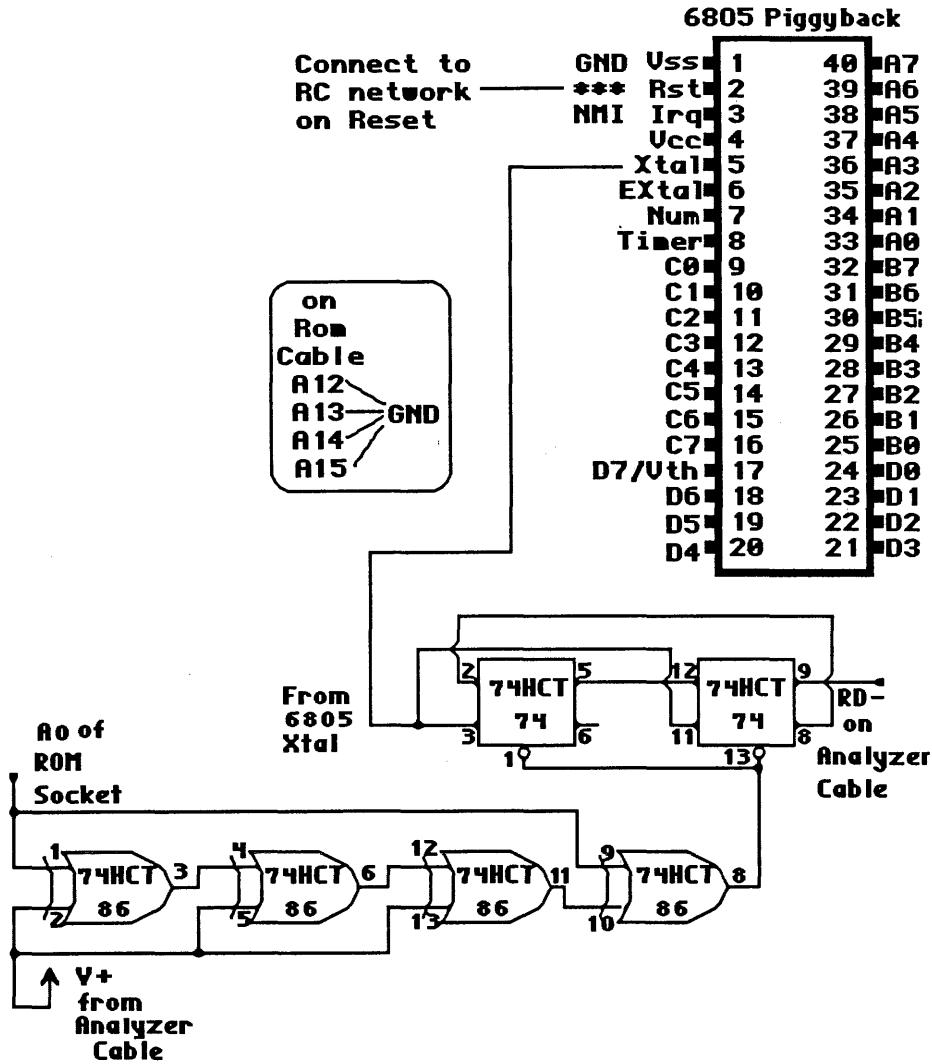 6805 Piggyback
Connect to
RC network
on Reset
GND Vss 1 40 A7
*** Rst 2 39 A6
NMI Irq 3 38 A5
Vcc 4 37 A4
Xtal 5 36 A3
EXtal 6 35 A2
Num 7 34 A1
Timer 8 33 A0
C0 9 32 B7
C1 10 31 B6
C2 11 30 B5
C3 12 29 B4
C4 13 28 B3
C5 14 27 B2
C6 15 26 B1
C7 16 25 B0
D7/Vth 17 24 D0
D6 18 23 D1
D5 19 22 D2
D4 20 21 D3
on
Rom
Cable
A12
A13 GND
A14
A15
From
6805
Xtal
2 74HCT 5
3 74 6
1
12 74HCT 9
11 74 8
13
RD-
on
Analyzer
Cable
Ao of
ROM
Socket
1 74HCT 3
2 86
4 74HCT 6
5 86
12 74HCT 11
13 86
9 74HCT 8
10 86
V+
from
Analyzer
Cable